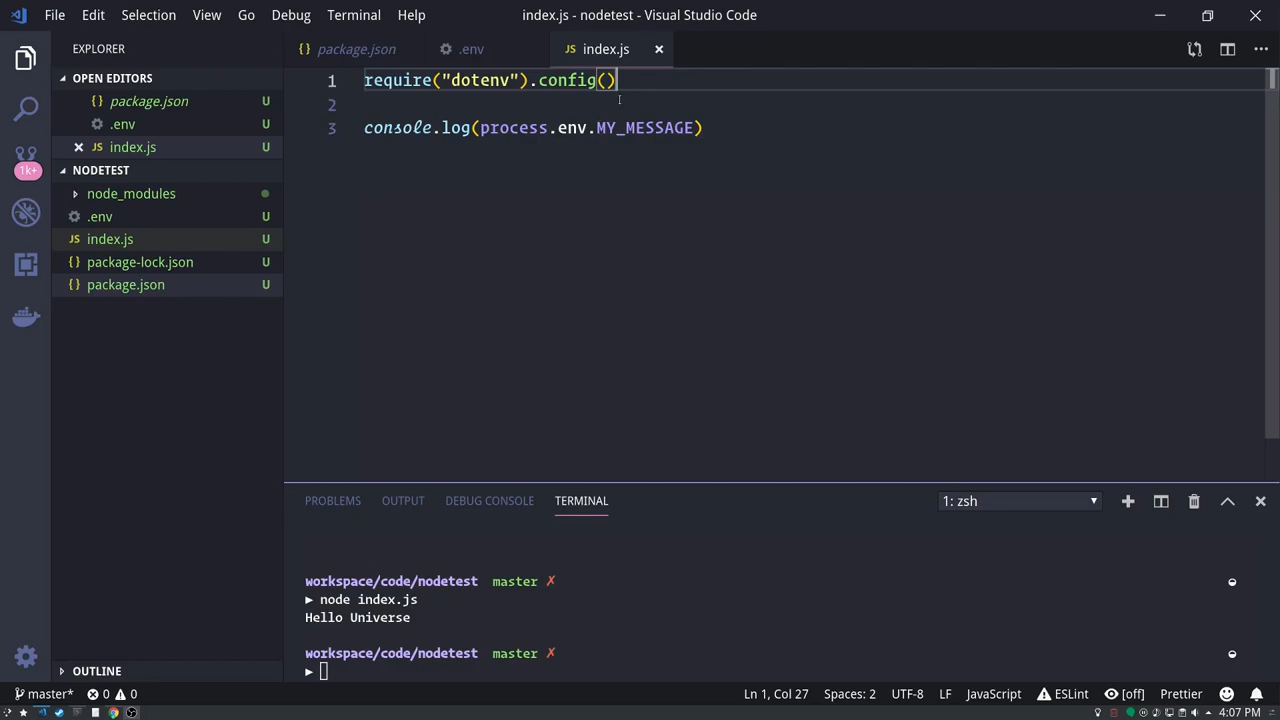 File Edit Selection View Go Debug Terminal Help index.js - nodetest - Visual Studio Code
EXPLORER
OPEN EDITORS
package.json
.env
index.js
NODETEST
node_modules
.env U
index.js U
package-lock.json U
package.json U
OUTLINE
1k+
{ } package.json .env JS index.js
1 require("dotenv").config()
2
3 console.log(process.env.MY_MESSAGE)
PROBLEMS OUTPUT DEBUG CONSOLE TERMINAL 1: zsh
workspace/code/nodetest master ✗
▶ node index.js
Hello Universe
workspace/code/nodetest master ✗
▶
master* 0 0 Ln 1, Col 27 Spaces: 2 UTF-8 LF JavaScript ESLint [off] Prettier
4:07 PM